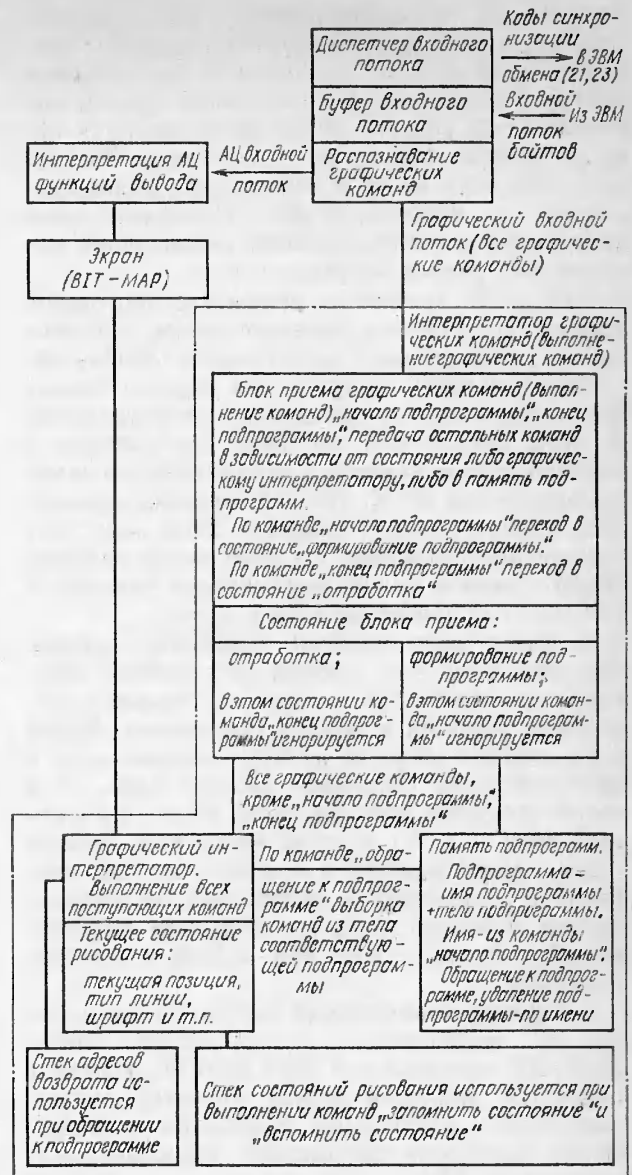 Коды синхро-
низации
Диспетчер входного
потока
в ЭВМ
обмена (21, 23)
Буфер входного
потока
Входной
Из ЭВМ
поток
байтов
Распознавание
графических
команд
АЦ входной
поток
Интерпретация АЦ
функций вывода
Экран
(BIT-MAP)
Графический входной
поток (все графичес-
кие команды)
Интерпретатор графи-
ческих команд (выполне-
ние графических команд)
Блок приема графических команд (выпол-
нение команд) „начала подпрограммы“, „конец
подпрограммы“, передача остальных команд
в зависимости от состояния либо графичес-
кому интерпретатору, либо в память под-
программ.
По команде „начало подпрограммы“ переход в
состояние „формирование подпрограммы.“
По команде „конец подпрограммы“ переход в
состояние „отработка“
Состояние блока приема:
отработка;
в этом состоянии ко-
манда „конец подпрог-
раммы“ игнорируется
формирование под-
программы;
в этом состоянии коман-
да „начало подпрограм-
мы“ игнорируется
Все графические команды,
кроме „начало подпрограммы“,
„конец подпрограммы“
Графический ин-
терпретатор.
Выполнение всех
поступающих команд
Текущее состояние
рисования:
текущая позиция,
тип линии,
шрифт и т.п.
По команде „обра-
щение к подпрог-
рамме“ выборка
команд из тела
соответствую-
щей подпрограм-
мы
Память подпрограмм.
Подпрограмма =
имя подпрограммы
+тело подпрограммы.
Имя - из команды
„начало подпрограммы“.
Обращение к подпрог-
рамме, удаление под-
программы - по имени
Стек адресов
возврата ис-
пользуется
при обращении
к подпрограмме
Стек состояний рисования используется при
выполнении команд „запомнить состояние“ и
„вспомнить состояние“